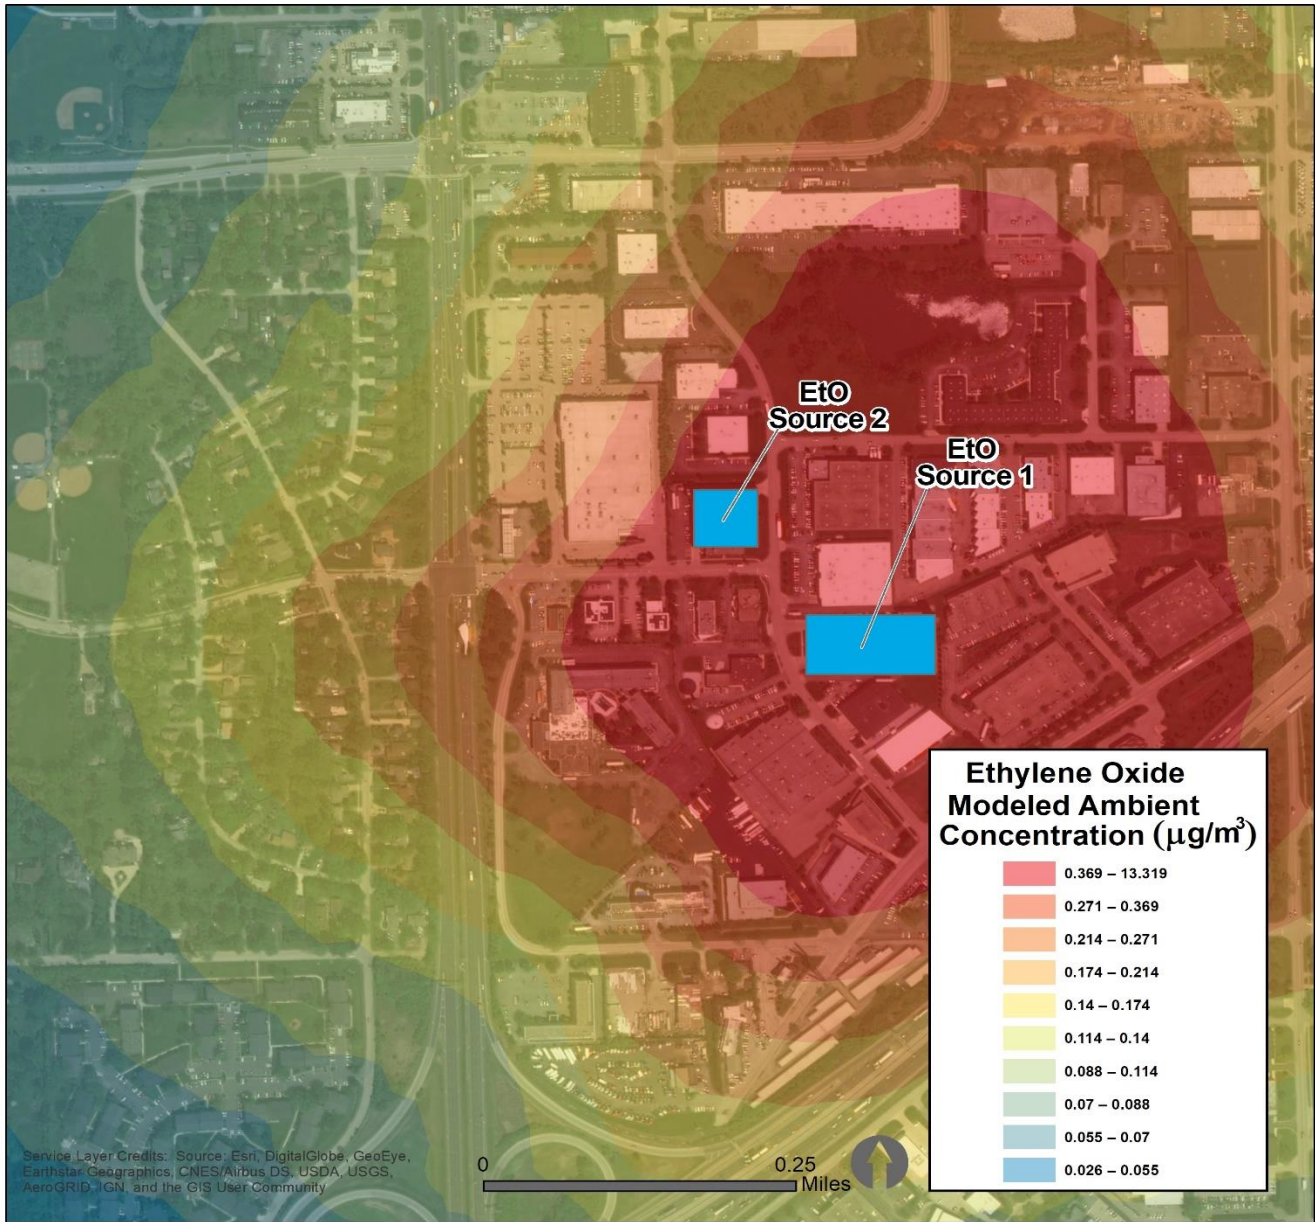 EtO
Source 2
EtO
Source 1
Ethylene Oxide
Modeled Ambient
Concentration (µg/m³)
0.369 – 13.319
0.271 – 0.369
0.214 – 0.271
0.174 – 0.214
0.14 – 0.174
0.114 – 0.14
0.088 – 0.114
0.07 – 0.088
0.055 – 0.07
0.026 – 0.055
Service Layer Credits: Source: Esri, DigitalGlobe, GeoEye,
Earthstar Geographics, CNES/Airbus DS, USDA, USGS,
AeroGRID, IGN, and the GIS User Community
0 0.25
Miles